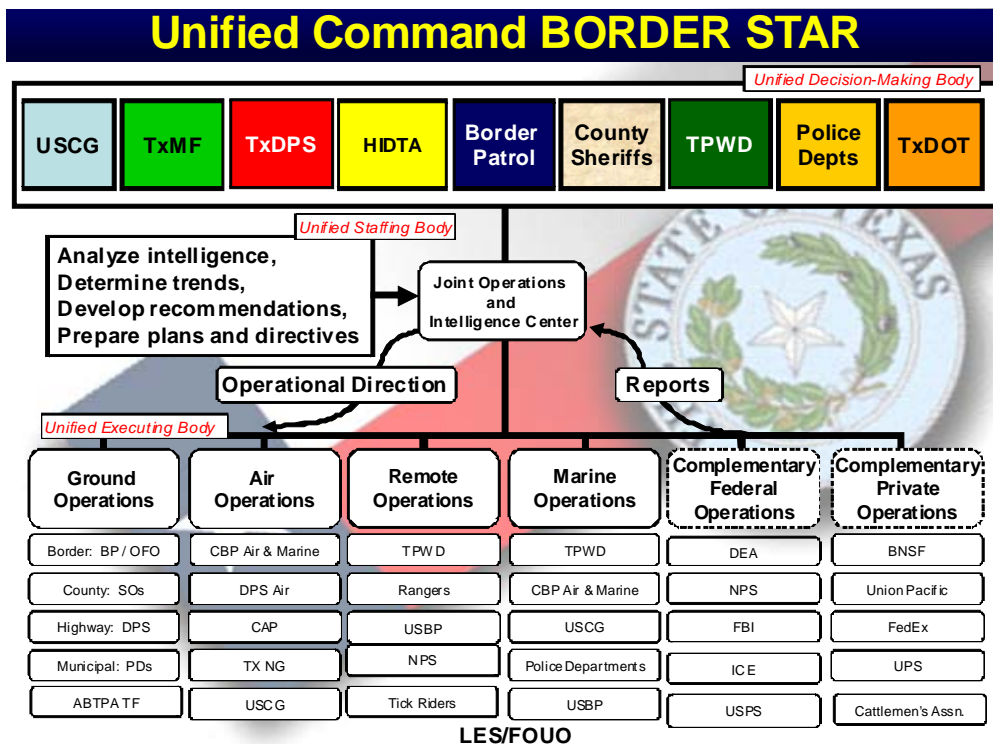 Unified Command BORDER STAR
Unified Decision-Making Body
USCG
TxMF
TxDPS
HIDTA
Border
Patrol
County
Sheriffs
TPWD
Police
Depts
TxDOT
Unified Staffing Body
Analyze intelligence,
Determine trends,
Develop recommendations,
Prepare plans and directives
Joint Operations
and
Intelligence Center
Operational Direction
Reports
STATE OF TEXAS
Unified Executing Body
Ground
Operations
Air
Operations
Remote
Operations
Marine
Operations
Complementary
Federal
Operations
Complementary
Private
Operations
Border: BP / OFO
CBP Air & Marine
TPWD
TPWD
DEA
BNSF
County: SOs
DPS Air
Rangers
CBP Air & Marine
NPS
Union Pacific
Highway: DPS
CAP
USBP
USCG
FBI
FedEx
Municipal: PDs
TX NG
NPS
Police Departments
ICE
UPS
ABTPA TF
USCG
Tick Riders
USBP
USPS
Cattlemen's Assn.
LES/FOUO